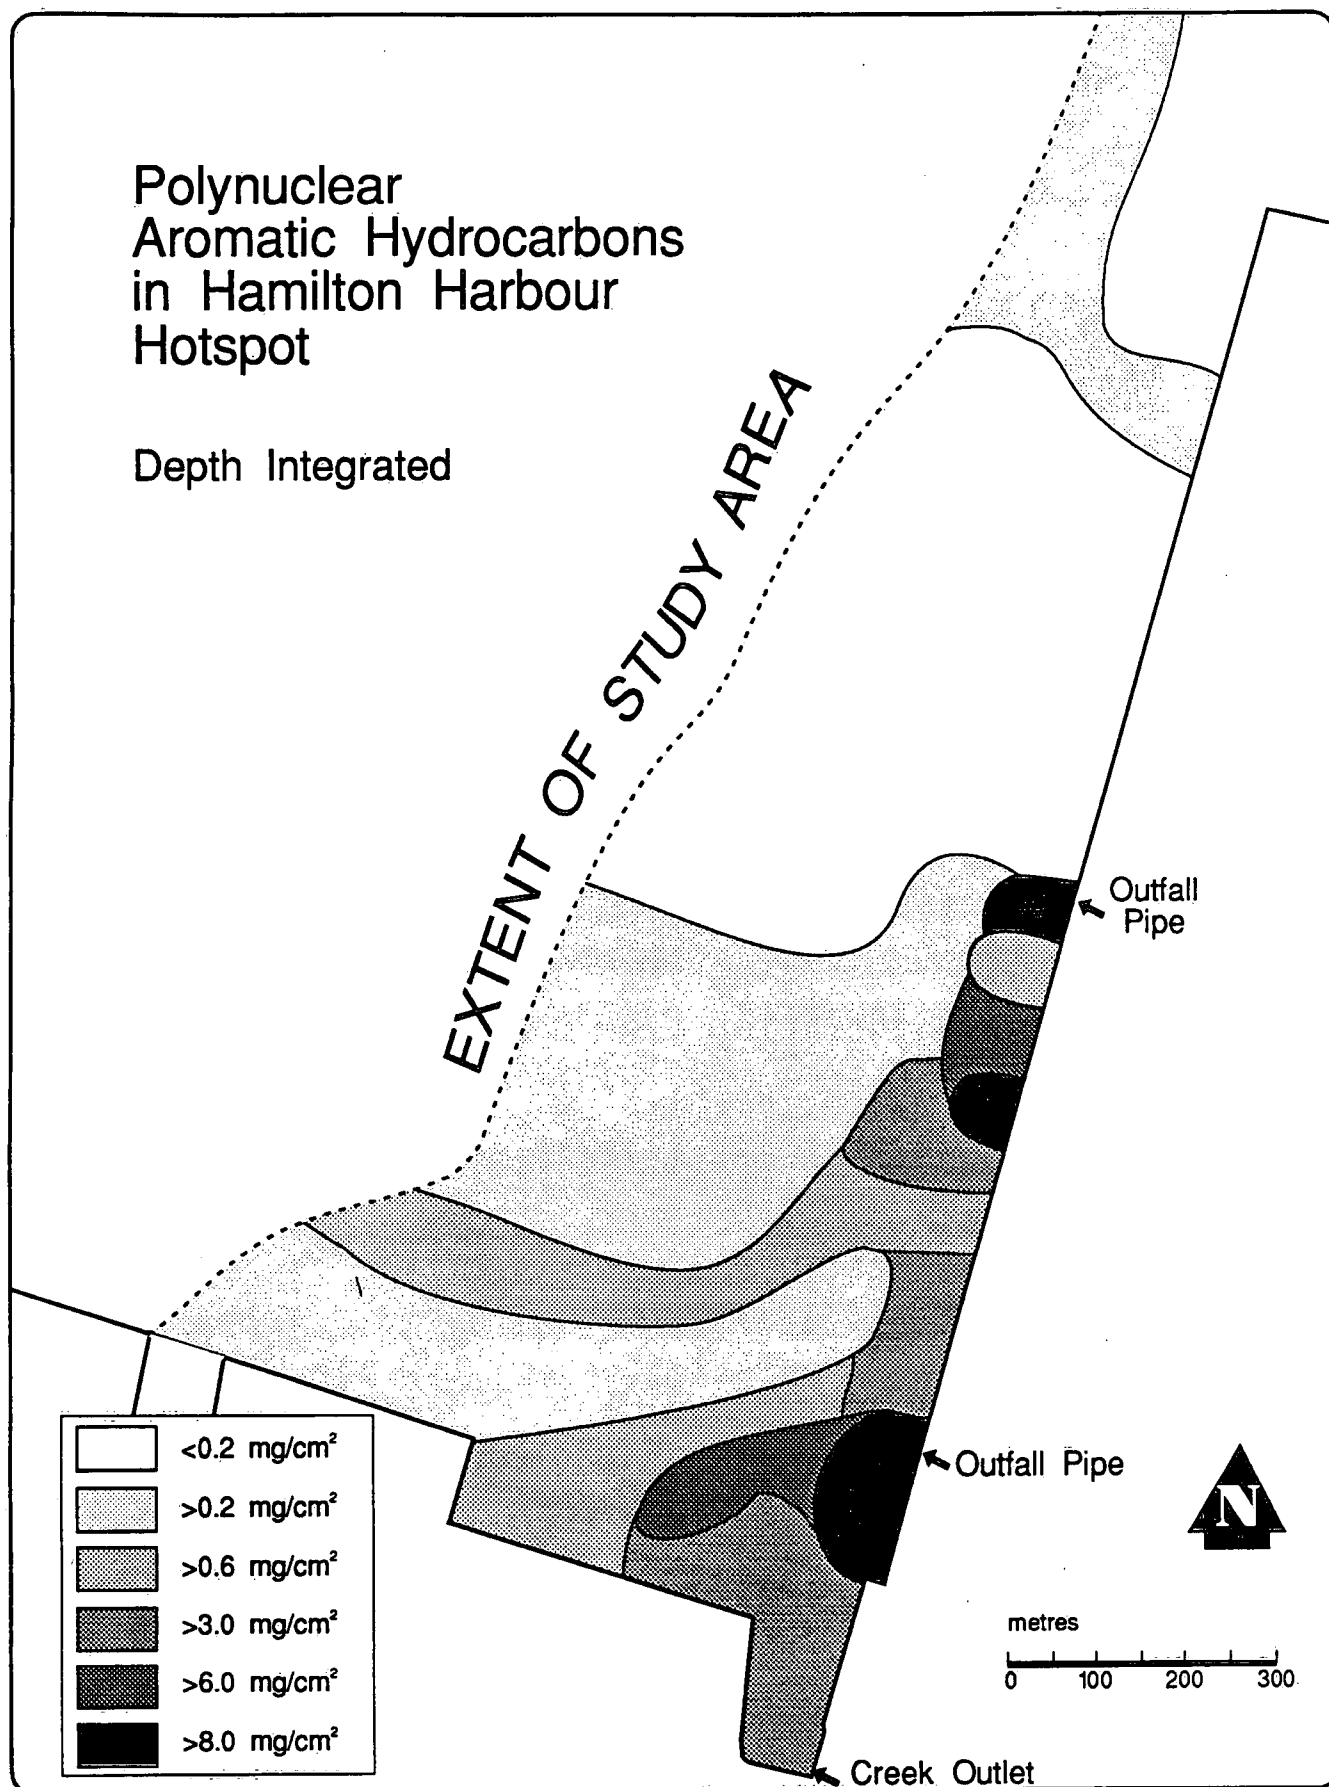 Polynuclear
Aromatic Hydrocarbons
in Hamilton Harbour
Hotspot
Depth Integrated
EXTENT OF STUDY AREA
Outfall
Pipe
Outfall Pipe
<0.2 mg/cm²
>0.2 mg/cm²
>0.6 mg/cm²
>3.0 mg/cm²
>6.0 mg/cm²
>8.0 mg/cm²
N
metres
0 100 200 300
Creek Outlet